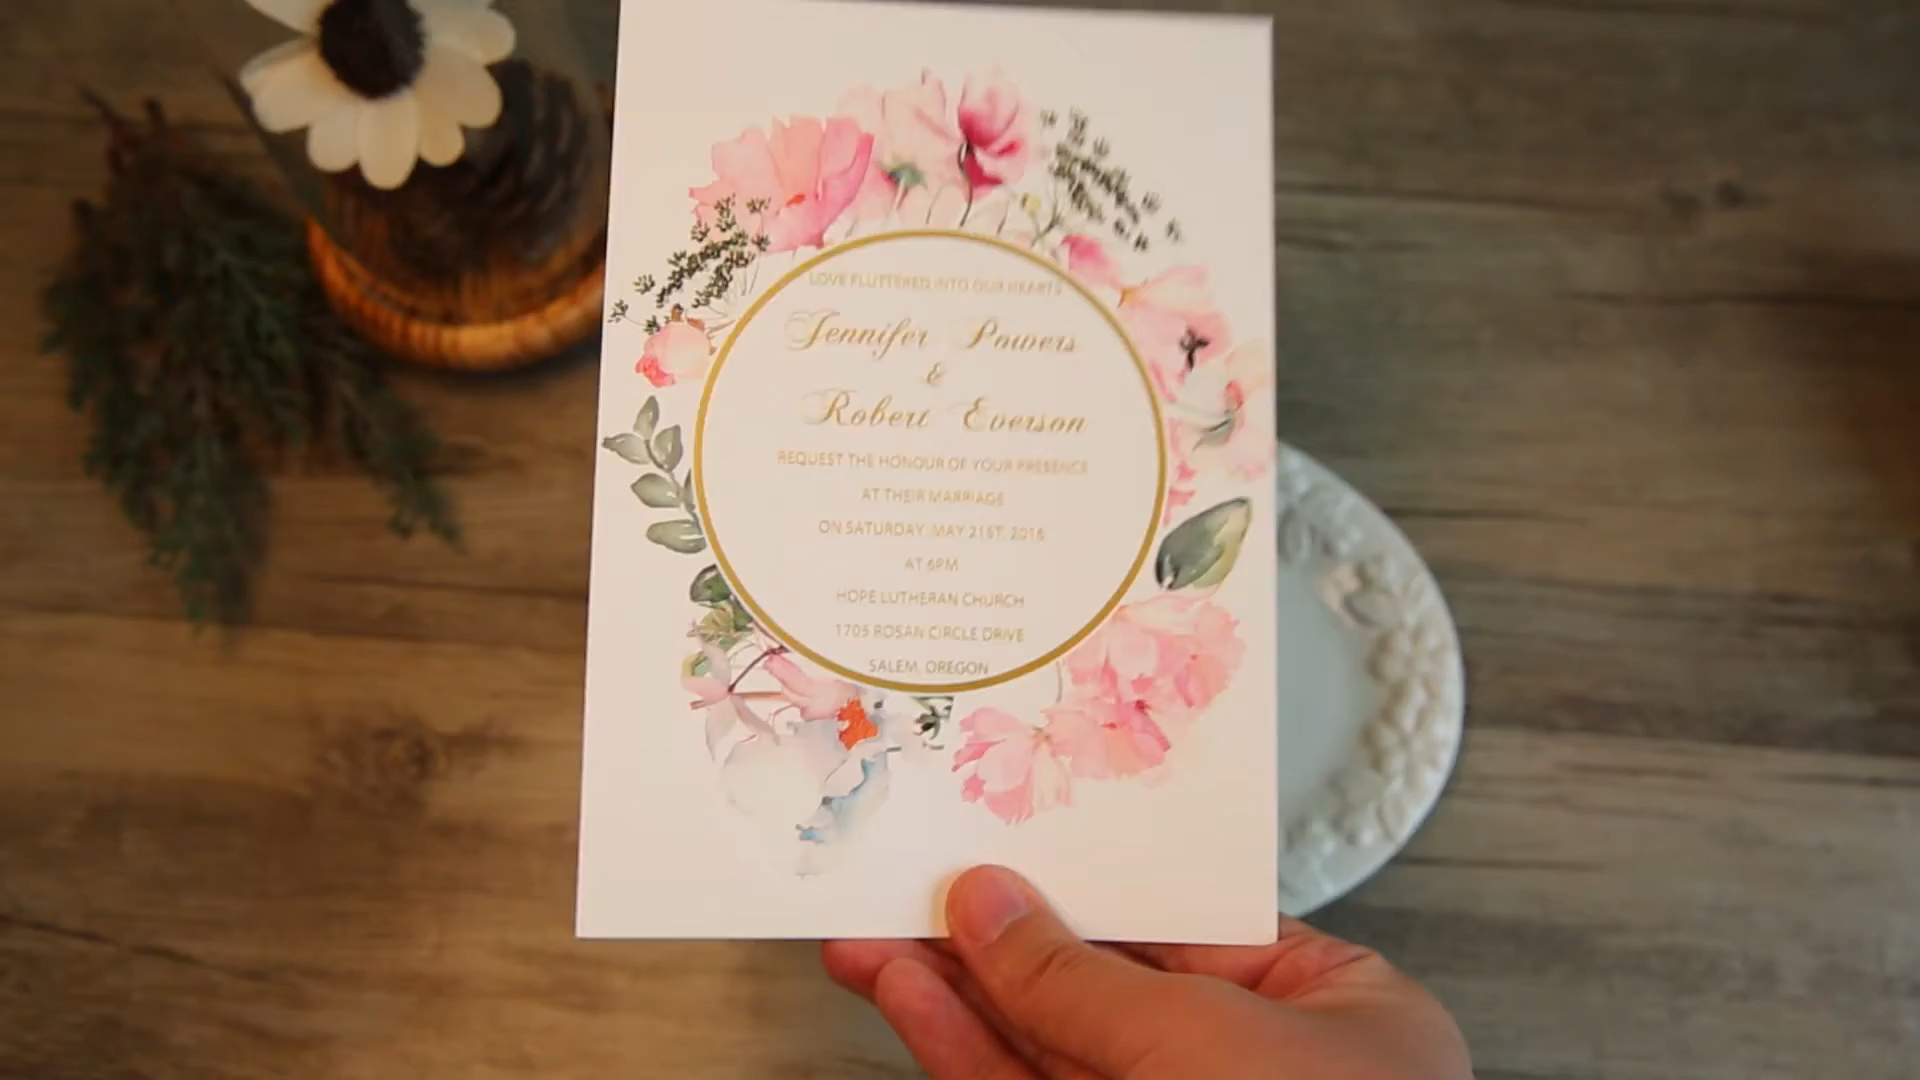 LOVE FLUTTERED INTO OUR HEARTS
Jennifer Powers
&
Robert Everson
REQUEST THE HONOUR OF YOUR PRESENCE
AT THEIR MARRIAGE
ON SATURDAY, MAY 21ST, 2016
AT 6PM
HOPE LUTHERAN CHURCH
1705 ROSAN CIRCLE DRIVE
SALEM, OREGON